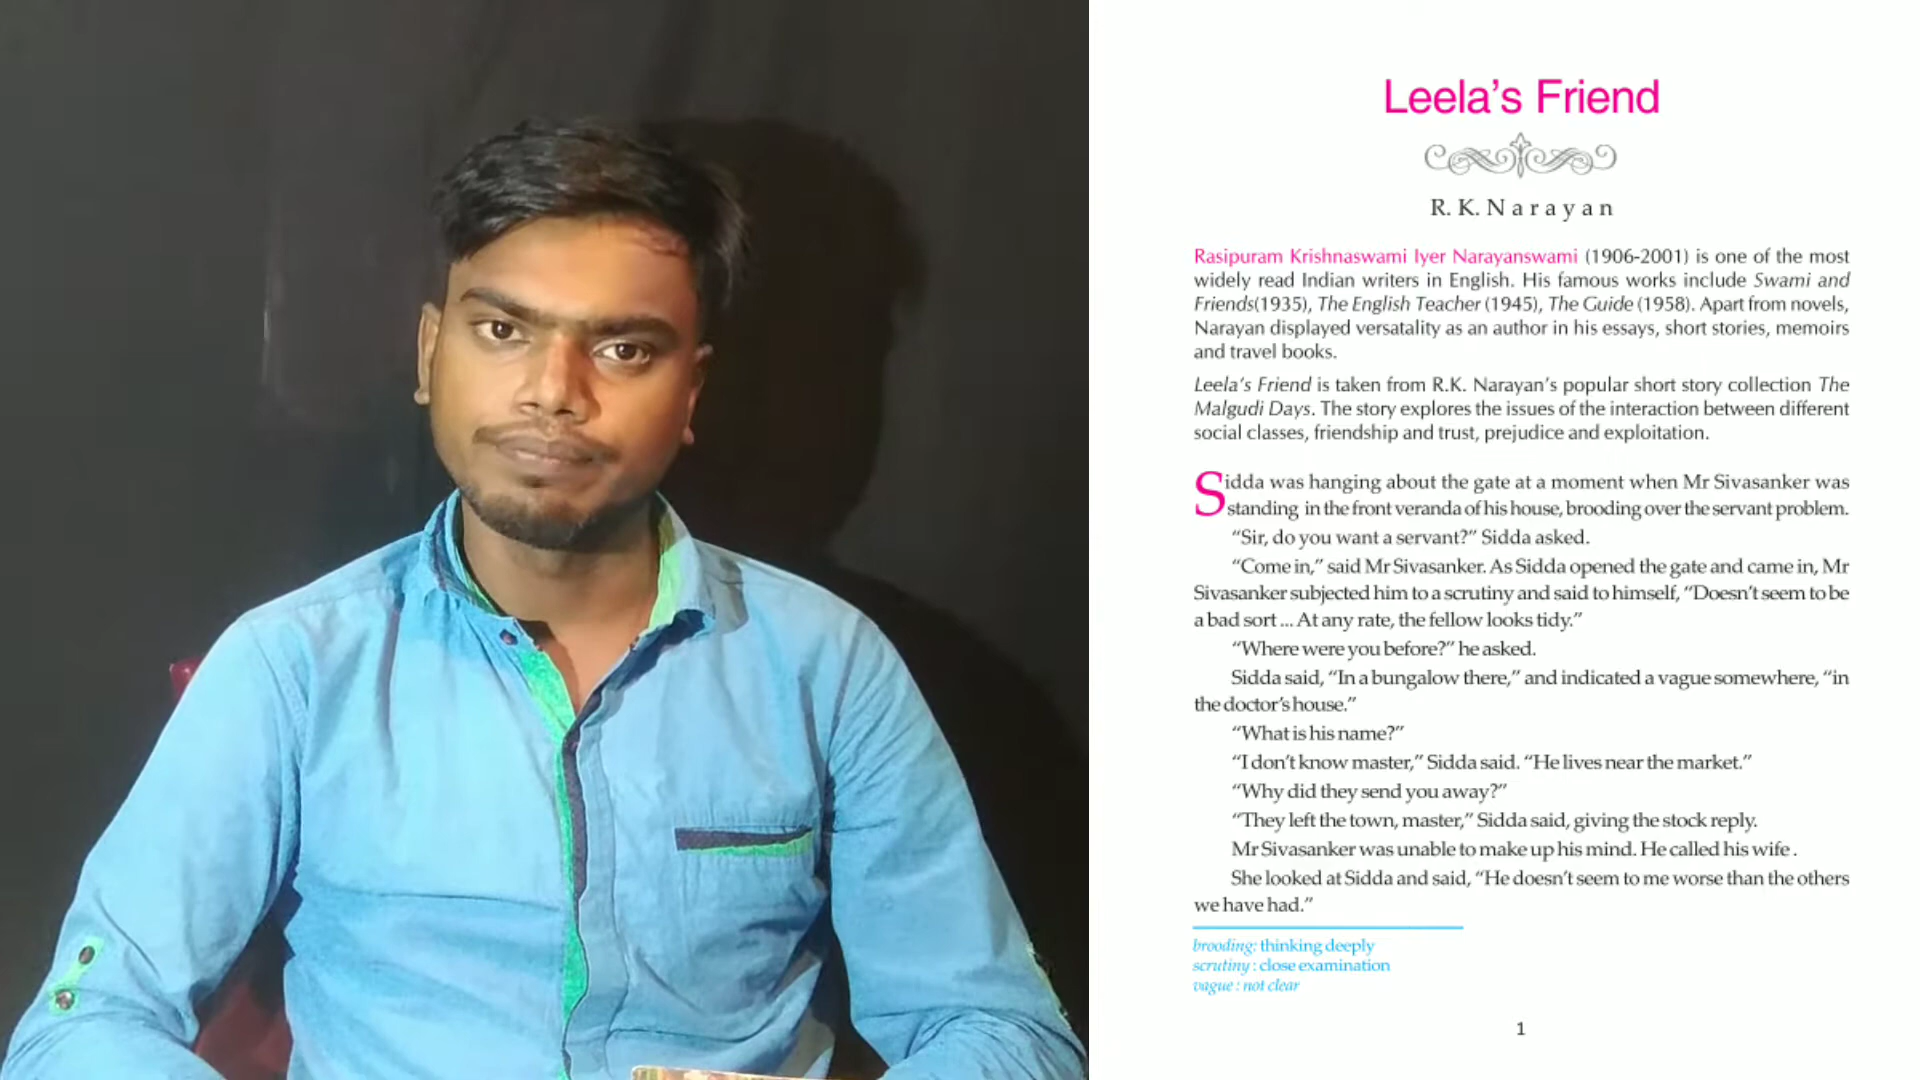 Leela's Friend
R. K. Narayan
Rasipuram Krishnaswami Iyer Narayanswami (1906-2001) is one of the most
widely read Indian writers in English. His famous works include Swami and
Friends(1935), The English Teacher (1945), The Guide (1958). Apart from novels,
Narayan displayed versatality as an author in his essays, short stories, memoirs
and travel books.
Leela's Friend is taken from R.K. Narayan's popular short story collection The
Malgudi Days. The story explores the issues of the interaction between different
social classes, friendship and trust, prejudice and exploitation.
Sidda was hanging about the gate at a moment when Mr Sivasanker was
standing in the front veranda of his house, brooding over the servant problem.
“Sir, do you want a servant?” Sidda asked.
“Come in,” said Mr Sivasanker. As Sidda opened the gate and came in, Mr
Sivasanker subjected him to a scrutiny and said to himself, “Doesn't seem to be
a bad sort ... At any rate, the fellow looks tidy.”
“Where were you before?” he asked.
Sidda said, “In a bungalow there,” and indicated a vague somewhere, “in
the doctor's house.”
“What is his name?”
“I don't know master,” Sidda said. “He lives near the market.”
“Why did they send you away?”
“They left the town, master,” Sidda said, giving the stock reply.
Mr Sivasanker was unable to make up his mind. He called his wife .
She looked at Sidda and said, “He doesn't seem to me worse than the others
we have had.”
brooding: thinking deeply
scrutiny : close examination
vague : not clear
1